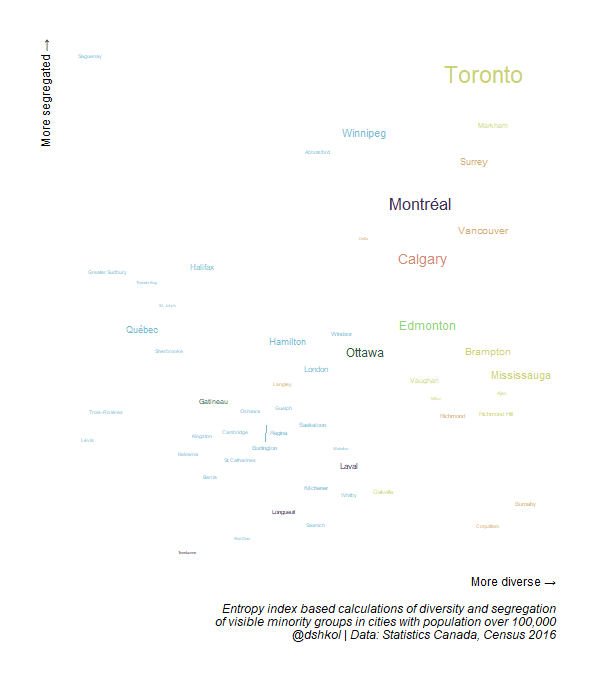 More segregated →
Saguenay
Toronto
Markham
Winnipeg
Abbotsford
Surrey
Montréal
Vancouver
Delta
Calgary
Halifax
Greater Sudbury
Thunder Bay
St. John's
Québec
Edmonton
Windsor
Hamilton
Sherbrooke
Ottawa
Brampton
London
Mississauga
Vaughan
Langley
Ajax
Milton
Gatineau
Guelph
Oshawa
Trois-Rivières
Richmond
Richmond Hill
Saskatoon
Cambridge
Regina
Kingston
Lévis
Burlington
Waterloo
Kelowna
St. Catharines
Laval
Barrie
Kitchener
Whitby
Oakville
Burnaby
Longueuil
Saanich
Coquitlam
Red Deer
Terrebonne
More diverse →
Entropy index based calculations of diversity and segregation
of visible minority groups in cities with population over 100,000
@dshkol | Data: Statistics Canada, Census 2016